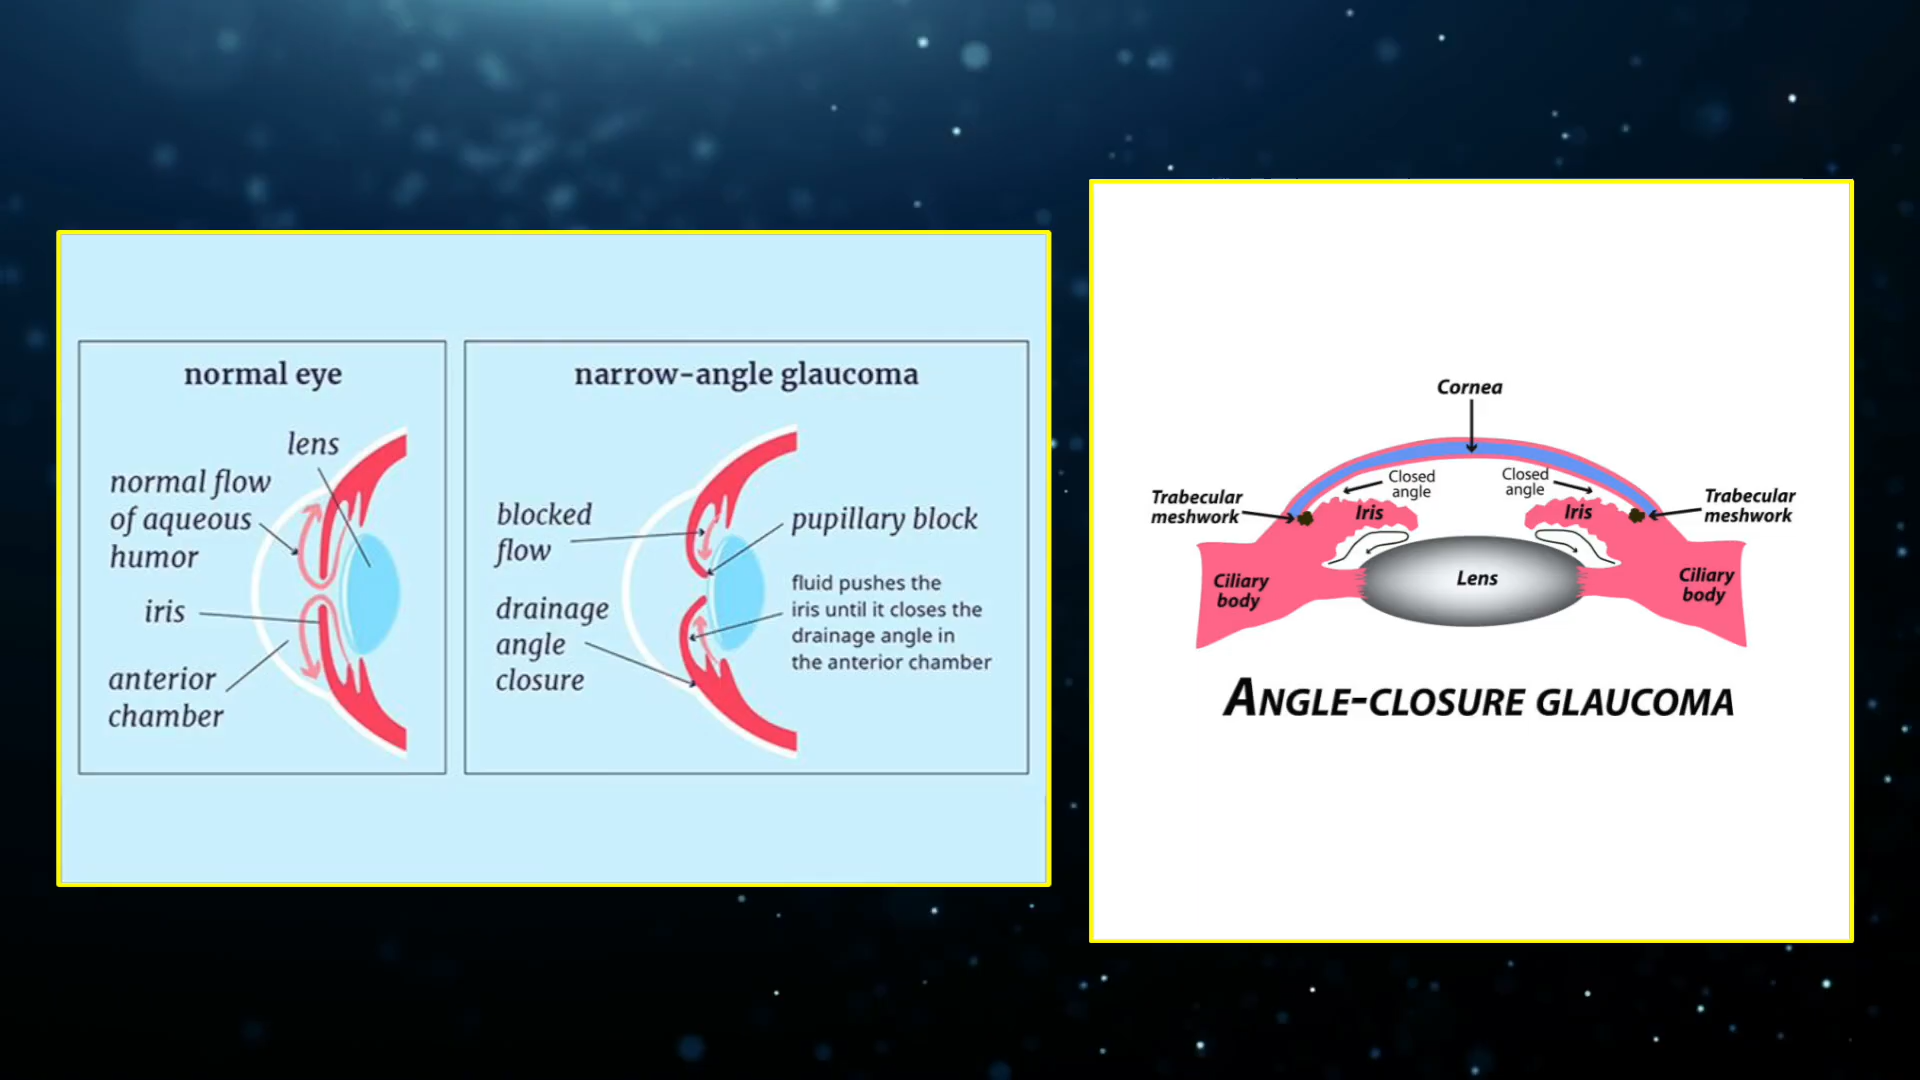 normal eye
lens
normal flow
of aqueous
humor
iris
anterior
chamber
narrow-angle glaucoma
blocked
flow
pupillary block
drainage
angle
closure
fluid pushes the
iris until it closes the
drainage angle in
the anterior chamber
Cornea
Closed
angle
Closed
angle
Trabecular
meshwork
Iris
Iris
Trabecular
meshwork
Ciliary
body
Lens
Ciliary
body
ANGLE-CLOSURE GLAUCOMA